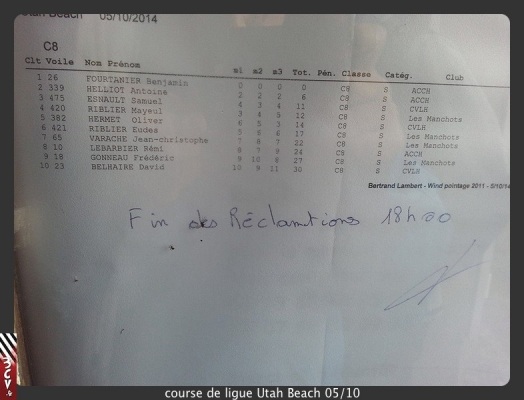 Utah Beach 05/10/2014
C8
Clt Voile Nom Prénom m1 m2 m3 Tot. Pén. Classe Catég. Club
1 26 FOURTANIER Benjamin 0 0 0 0 C8 S ACCH
2 339 HELLIOT Antoine 2 2 2 6 C8 S ACCH
3 475 ESNAULT Samuel 4 3 4 11 C8 S CVLH
4 420 RIBLIER Mayeul 3 4 5 12 C8 S Les Manchots
5 382 HERMET Oliver 6 5 3 14 C8 S CVLH
6 421 RIBLIER Eudes 5 6 6 17 C8 S Les Manchots
7 65 VARACHE Jean-christophe 7 8 7 22 C8 S Les Manchots
8 10 LEBARBIER Rémi 8 7 9 24 C8 S ACCH
9 18 GONNEAU Frédéric 9 10 8 27 C8 S Les Manchots
10 23 BELHAIRE David 10 9 11 30 C8 S CVLH
Bertrand Lambert - Wind pointage 2011 - 5/10/14
Fin des Réclamations 18h00
3CV
course de ligue Utah Beach 05/10